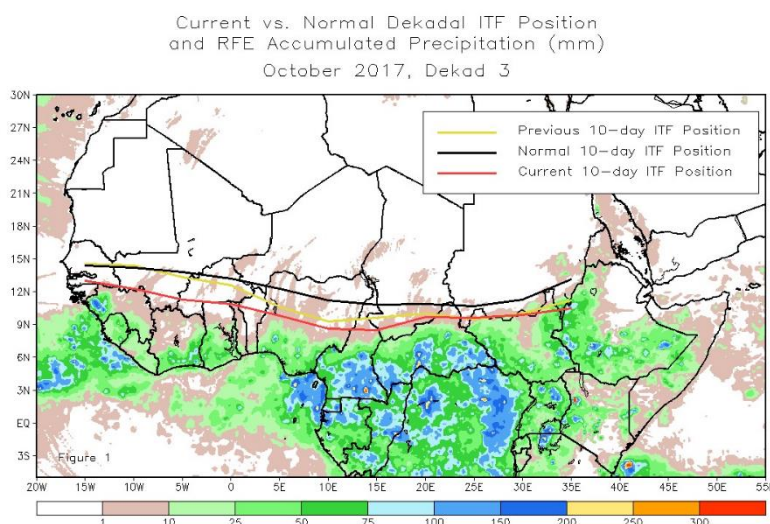 Current vs. Normal Dekadal ITF Position
and RFE Accumulated Precipitation (mm)
October 2017, Dekad 3
30N
27N
24N
21N
18N
15N
12N
9N
6N
3N
EQ
3S
Previous 10-day ITF Position
Normal 10-day ITF Position
Current 10-day ITF Position
Figure 1
20W 15W 10W 5W 0 5E 10E 15E 20E 25E 30E 35E 40E 45E 50E 55E
1 10 25 50 75 100 150 200 250 300